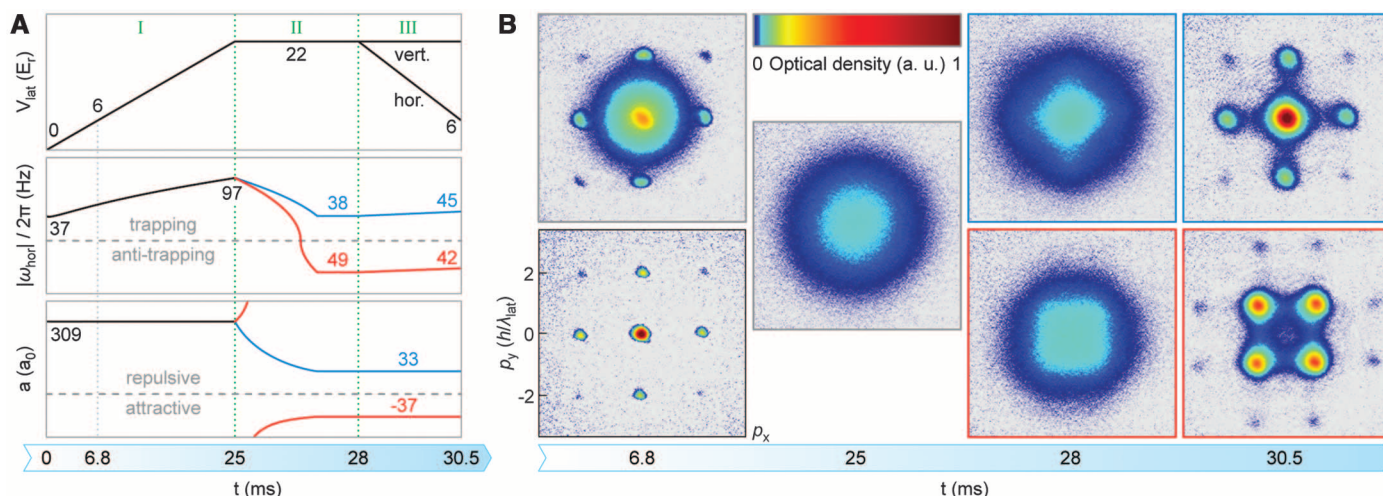 A
I
II
III
V_lat (E_r)
0
6
22
vert.
hor.
6
|ω_hor| / 2π (Hz)
37
97
38
45
trapping
anti-trapping
49
42
a (a_0)
309
33
repulsive
attractive
-37
0
6.8
25
28
30.5
t (ms)
B
0 Optical density (a. u.) 1
p_y (h/λ_lat)
2
0
-2
p_x
6.8
25
28
30.5
t (ms)